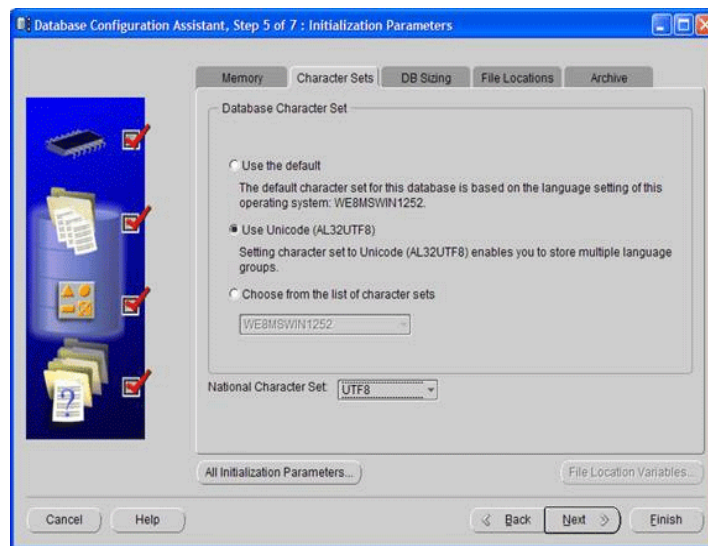 Database Configuration Assistant, Step 5 of 7 : Initialization Parameters
Memory
Character Sets
DB Sizing
File Locations
Archive
Database Character Set
Use the default
The default character set for this database is based on the language setting of this
operating system: WE8MSWIN1252.
Use Unicode (AL32UTF8)
Setting character set to Unicode (AL32UTF8) enables you to store multiple language
groups.
Choose from the list of character sets
WE8MSWIN1252
National Character Set:
UTF8
?
All Initialization Parameters...
File Location Variables...
Cancel
Help
Back
Next
Finish